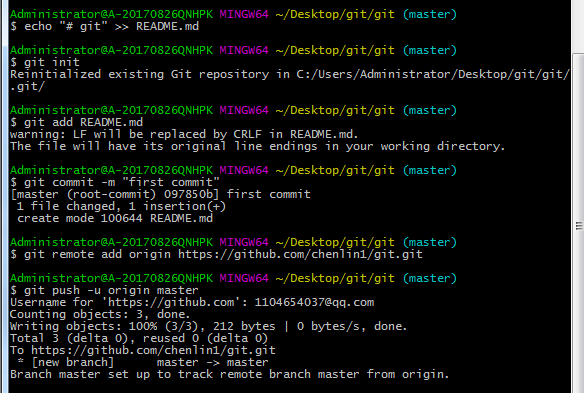 Administrator@A-20170826QNHPK MINGW64 ~/Desktop/git/git (master)
$ echo "# git" >> README.md
Administrator@A-20170826QNHPK MINGW64 ~/Desktop/git/git (master)
$ git init
Reinitialized existing Git repository in C:/Users/Administrator/Desktop/git/git/
.git/
Administrator@A-20170826QNHPK MINGW64 ~/Desktop/git/git (master)
$ git add README.md
warning: LF will be replaced by CRLF in README.md.
The file will have its original line endings in your working directory.
Administrator@A-20170826QNHPK MINGW64 ~/Desktop/git/git (master)
$ git commit -m "first commit"
[master (root-commit) 097850b] first commit
 1 file changed, 1 insertion(+)
 create mode 100644 README.md
Administrator@A-20170826QNHPK MINGW64 ~/Desktop/git/git (master)
$ git remote add origin https://github.com/chenlin1/git.git
Administrator@A-20170826QNHPK MINGW64 ~/Desktop/git/git (master)
$ git push -u origin master
Username for 'https://github.com': 1104654037@qq.com
Counting objects: 3, done.
Writing objects: 100% (3/3), 212 bytes | 0 bytes/s, done.
Total 3 (delta 0), reused 0 (delta 0)
To https://github.com/chenlin1/git.git
 * [new branch]      master -> master
Branch master set up to track remote branch master from origin.